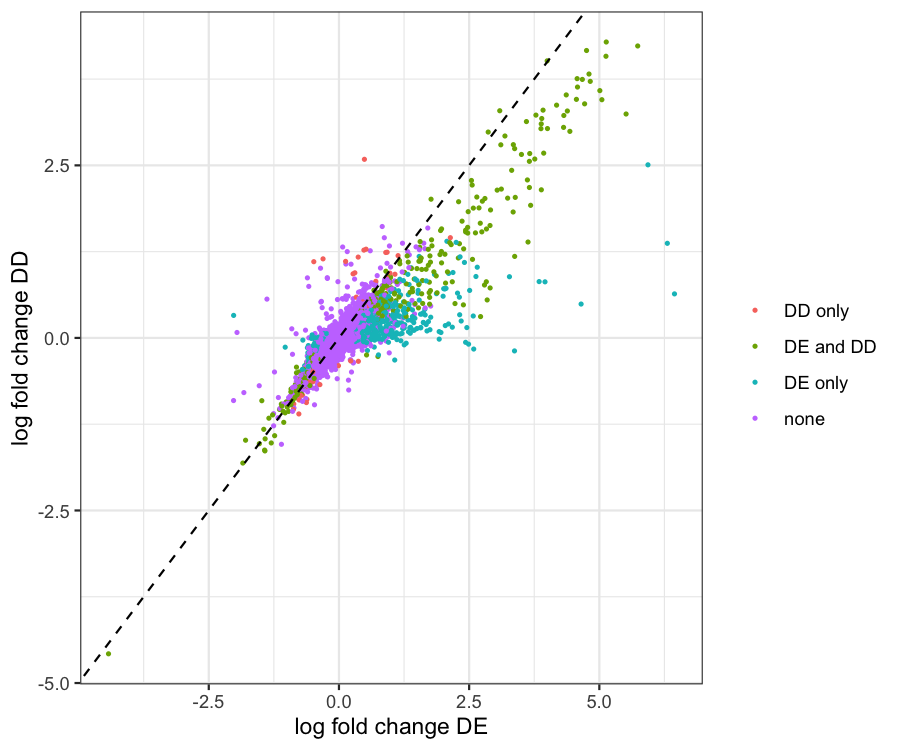 log fold change DD
2.5
0.0
-2.5
-5.0
-2.5
0.0
2.5
5.0
log fold change DE
DD only
DE and DD
DE only
none